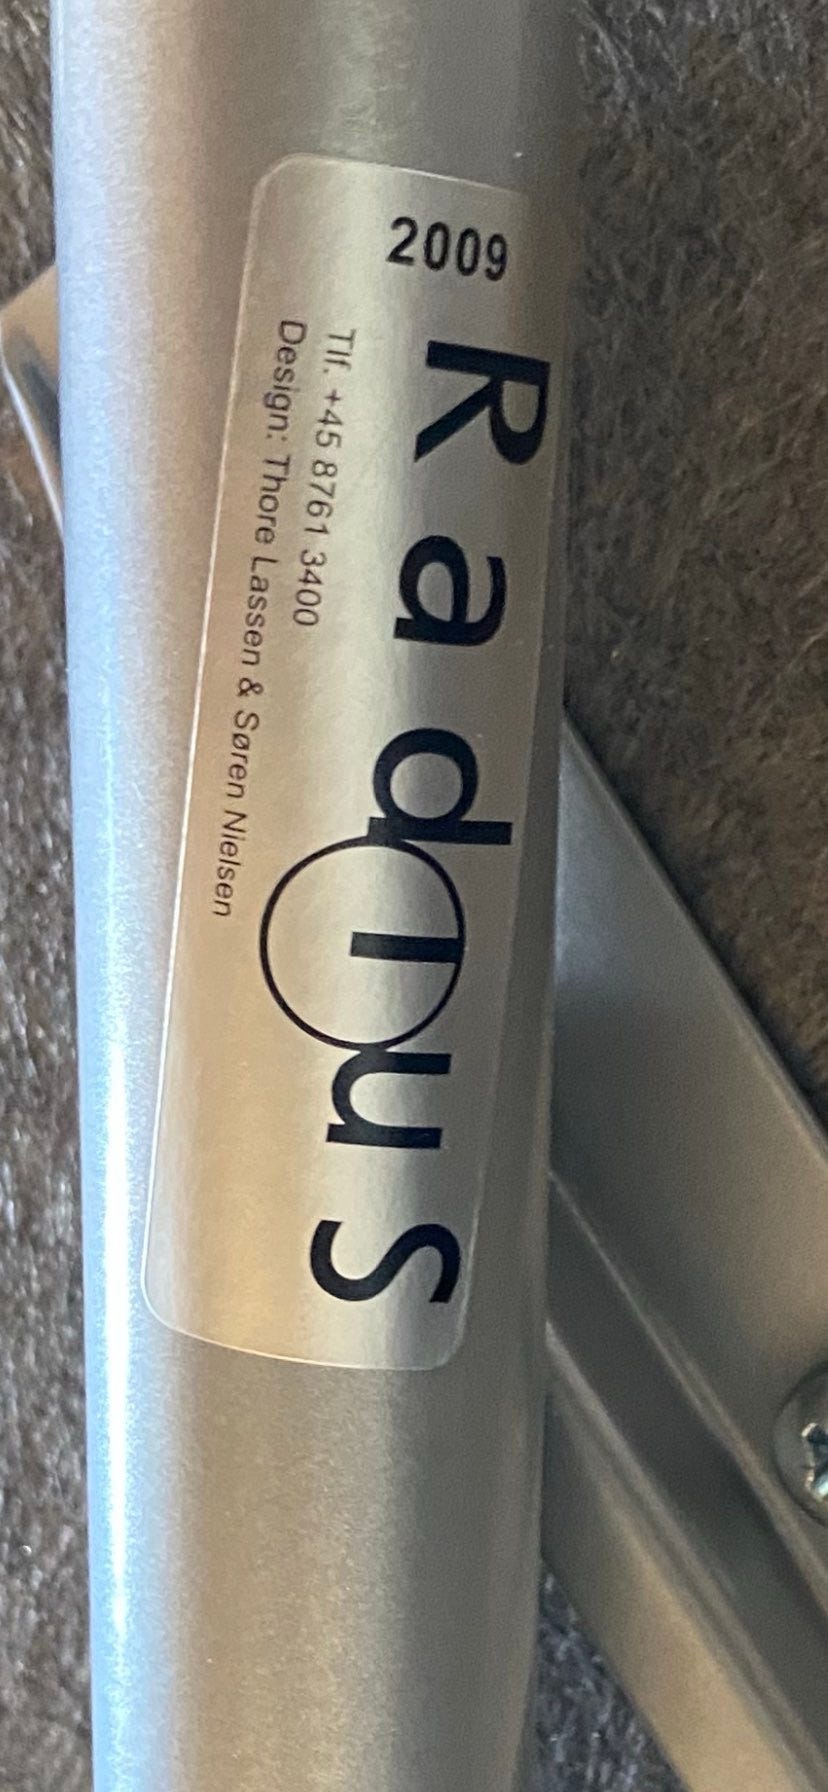 2009
Radius
Tlf. +45 8761 3400
Design: Thore Lassen & Søren Nielsen